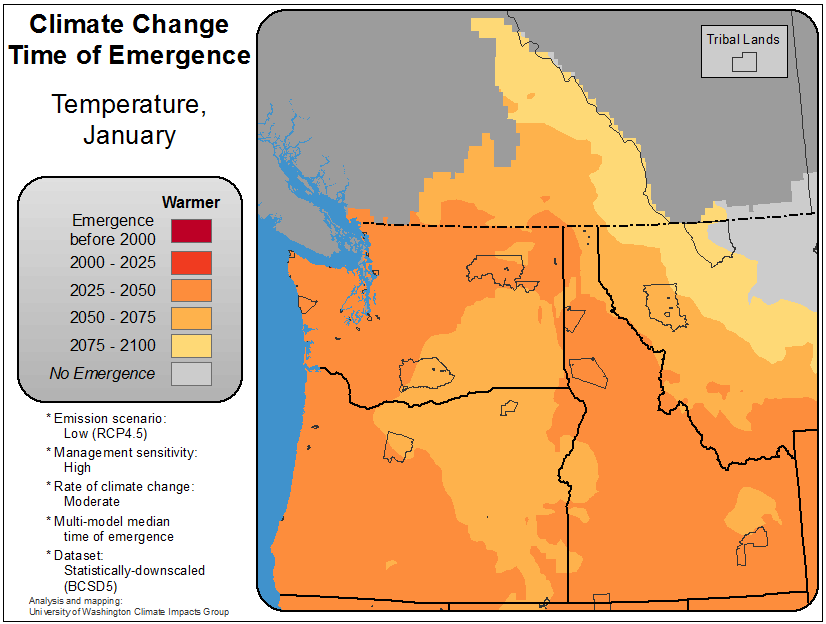 Climate Change
Time of Emergence
Temperature,
January
Warmer
Emergence
before 2000
2000 - 2025
2025 - 2050
2050 - 2075
2075 - 2100
No Emergence
* Emission scenario:
Low (RCP4.5)
* Management sensitivity:
High
* Rate of climate change:
Moderate
* Multi-model median
time of emergence
* Dataset:
Statistically-downscaled
(BCSD5)
Analysis and mapping:
University of Washington Climate Impacts Group
Tribal Lands